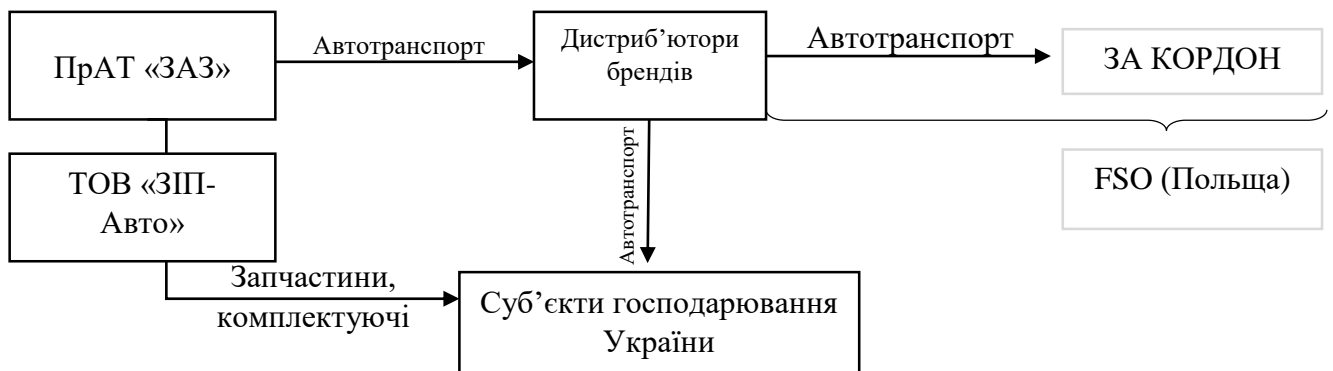 ПрАТ «ЗАЗ»
Автотранспорт
Дистриб’ютори
брендів
Автотранспорт
ЗА КОРДОН
ТОВ «ЗІП-
Авто»
Автотранспорт
FSO (Польща)
Запчастини,
комплектуючі
Суб’єкти господарювання
України